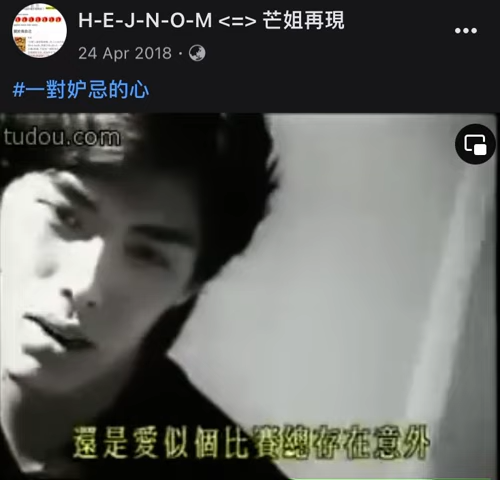 H-E-J-N-O-M <=> 芒姐再現
24 Apr 2018 ·
#一對妒忌的心
tudou.com
還是愛似個比賽總存在意外